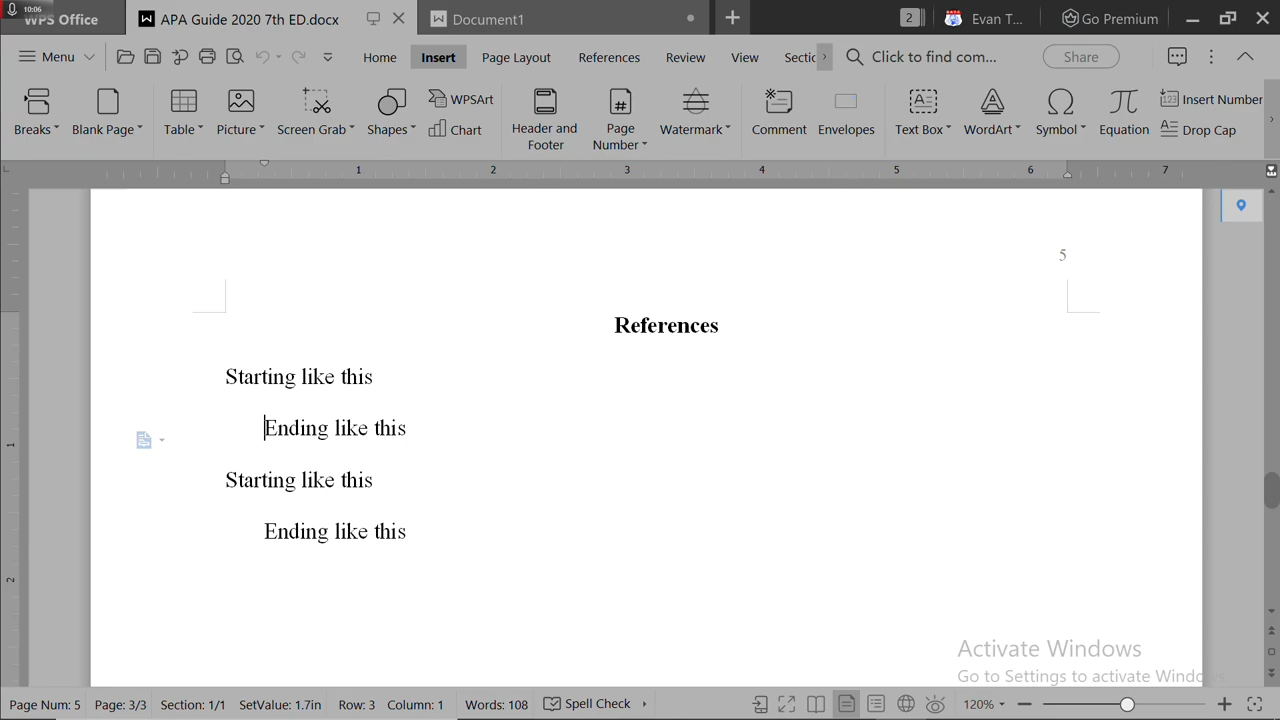 10:06
WPS Office
APA Guide 2020 7th ED.docx
Document1
2
Evan T...
Go Premium
Menu
Home
Insert
Page Layout
References
Review
View
Sectic
Click to find com...
Share
Breaks
Blank Page
Table
Picture
Screen Grab
Shapes
WPSArt
Chart
Header and
Footer
Page
Number
Watermark
Comment
Envelopes
Text Box
WordArt
Symbol
Equation
Insert Number
Drop Cap
1 2 3 4 5 6 7
5
References
Starting like this
Ending like this
Starting like this
Ending like this
1
2
Activate Windows
Go to Settings to activate Windows.
Page Num: 5 Page: 3/3 Section: 1/1 SetValue: 1.7in Row: 3 Column: 1 Words: 108 Spell Check 120%